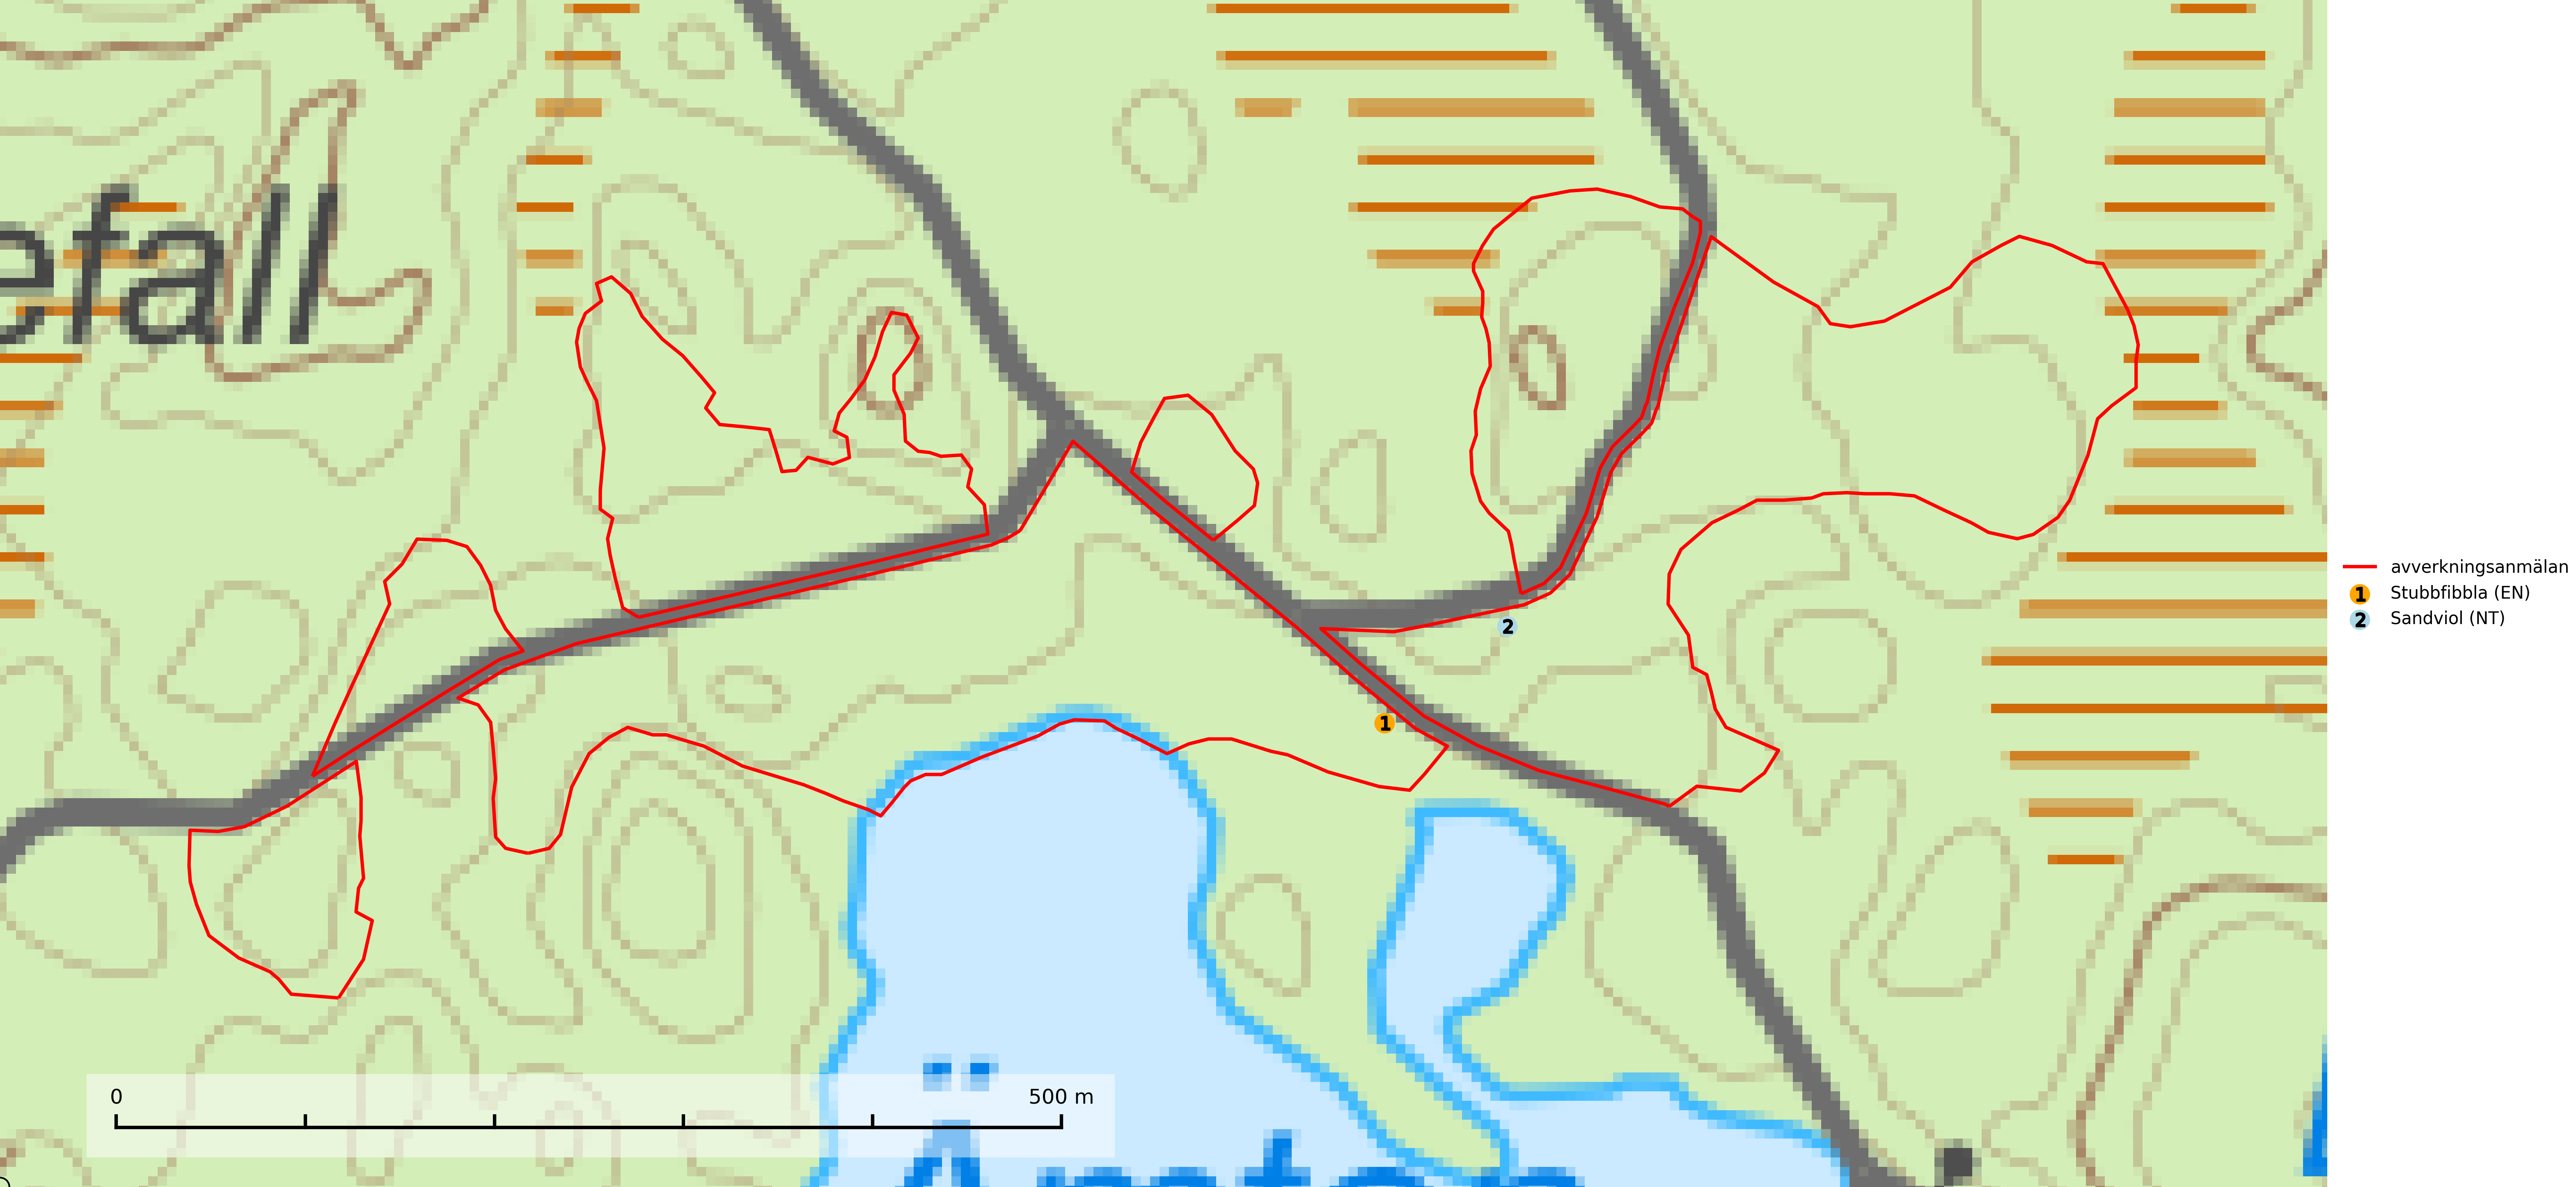 efall
1
2
avverkningsanmälan
1 Stubbfibbla (EN)
2 Sandviol (NT)
0 500 m